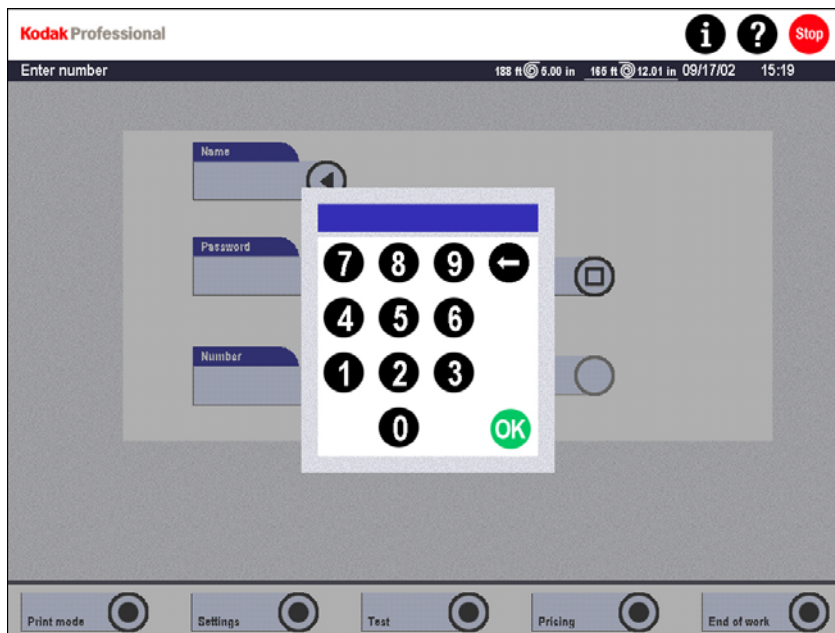 Kodak Professional
i ? Stop
Enter number 188 ft 5.00 in 165 ft 12.01 in 09/17/02 15:19
Name
Password
7 8 9 ←
4 5 6
Number
1 2 3
0 OK
Print mode Settings Test Pricing End of work